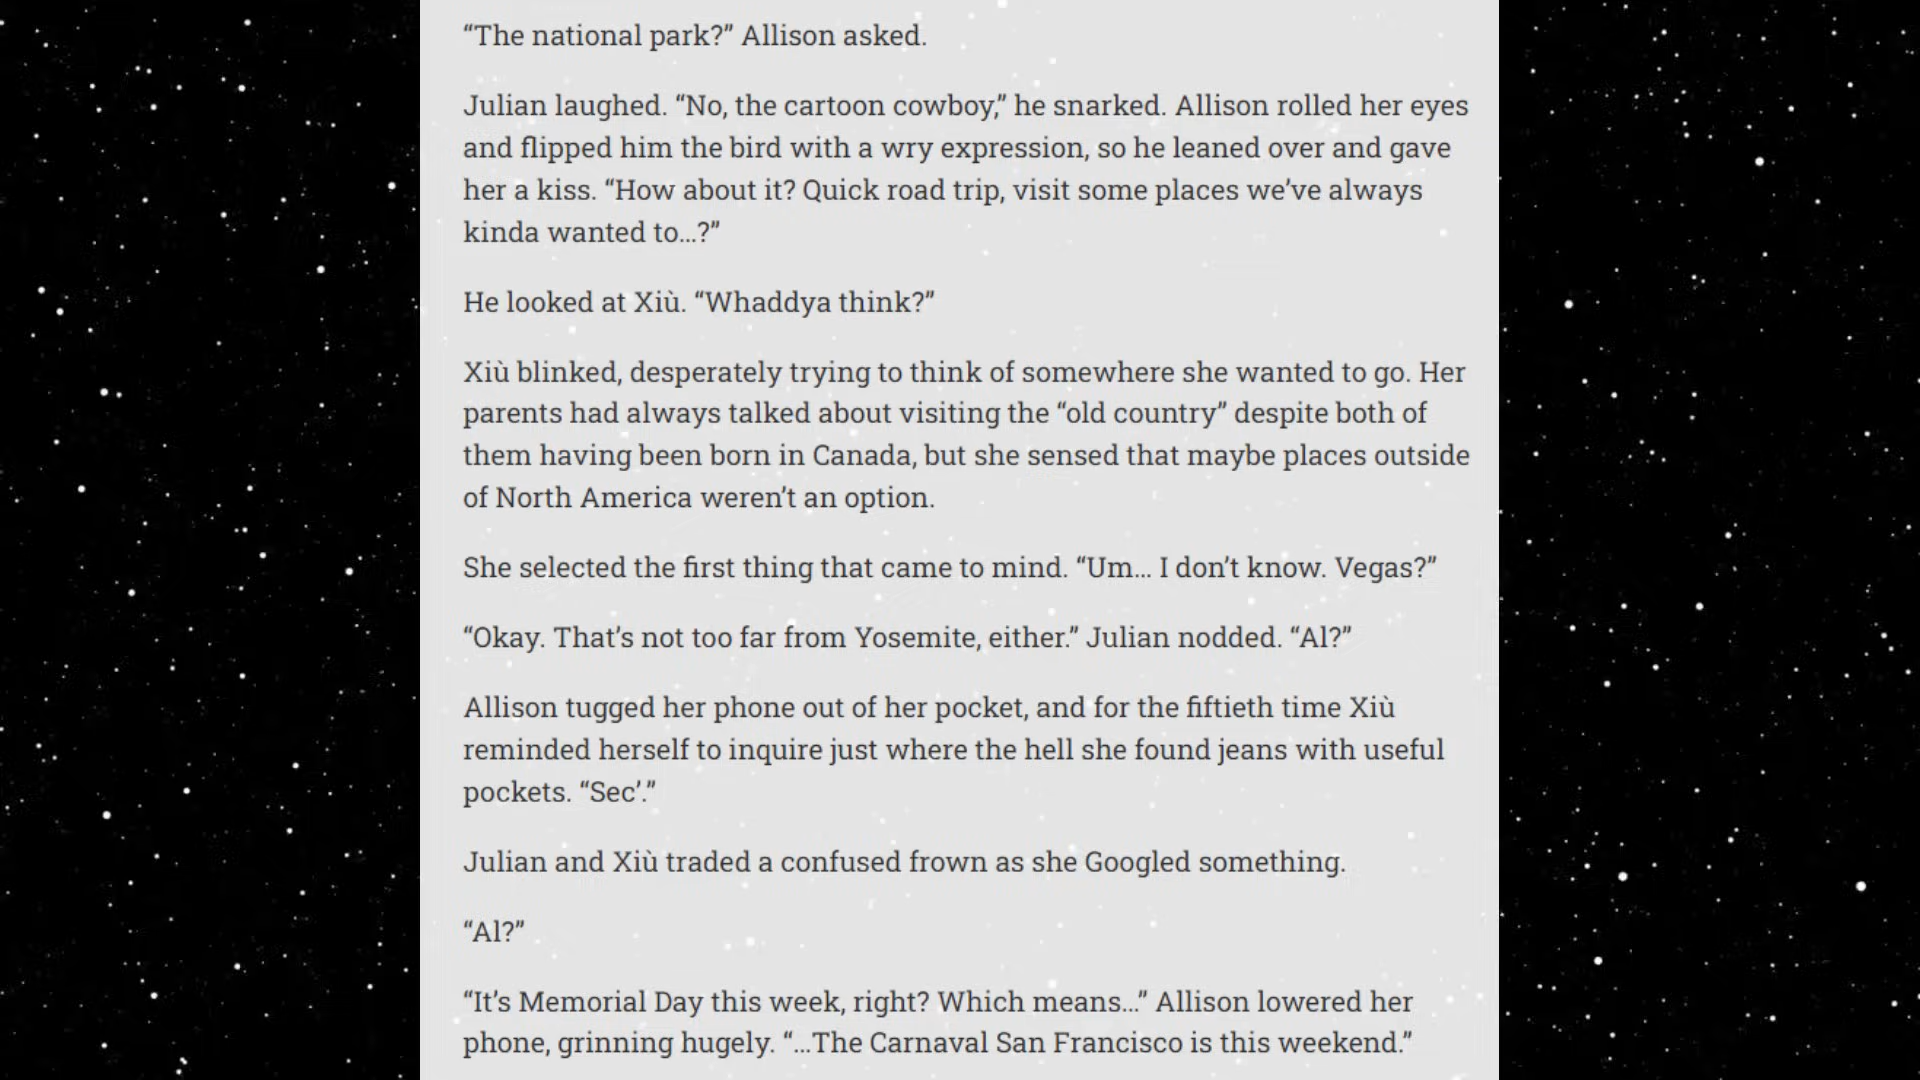 “The national park?” Allison asked.
Julian laughed. “No, the cartoon cowboy,” he snarked. Allison rolled her eyes
and flipped him the bird with a wry expression, so he leaned over and gave
her a kiss. “How about it? Quick road trip, visit some places we’ve always
kinda wanted to…?”
He looked at Xiù. “Whaddya think?”
Xiù blinked, desperately trying to think of somewhere she wanted to go. Her
parents had always talked about visiting the “old country” despite both of
them having been born in Canada, but she sensed that maybe places outside
of North America weren’t an option.
She selected the first thing that came to mind. “Um… I don’t know. Vegas?”
“Okay. That’s not too far from Yosemite, either.” Julian nodded. “Al?”
Allison tugged her phone out of her pocket, and for the fiftieth time Xiù
reminded herself to inquire just where the hell she found jeans with useful
pockets. “Sec’.”
Julian and Xiù traded a confused frown as she Googled something.
“Al?”
“It’s Memorial Day this week, right? Which means…” Allison lowered her
phone, grinning hugely. “…The Carnaval San Francisco is this weekend.”